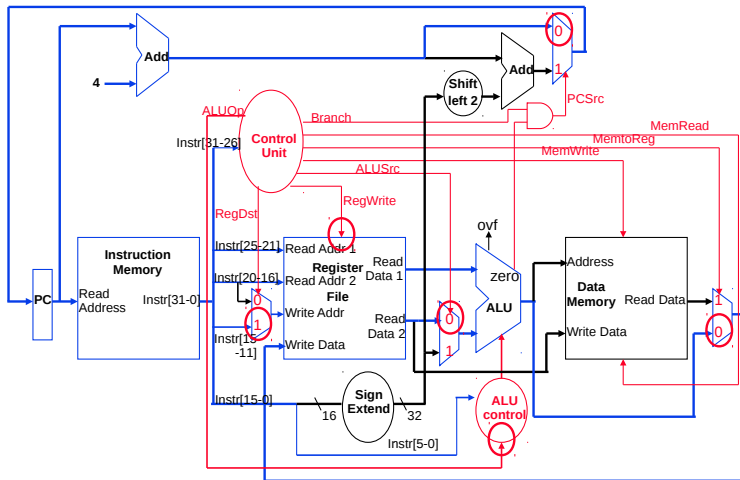 0
Add
Add
4
Shift
left 2
1
PCSrc
ALUOp
Branch
MemRead
Instr[31-26]
Control
Unit
MemtoReg
MemWrite
ALUSrc
RegDst
RegWrite
ovf
Instruction
Memory
Instr[25-21]
Read Addr 1
Read
Data 1
Register
File
zero
Address
Data
Memory
PC
Read
Address
Instr[31-0]
Instr[20-16]
Read Addr 2
0
1
Write Addr
ALU
Read Data
1
0
Read
Data 2
0
1
Write Data
Instr[15
-11]
Write Data
Instr[15-0]
16
Sign
Extend
32
ALU
control
Instr[5-0]